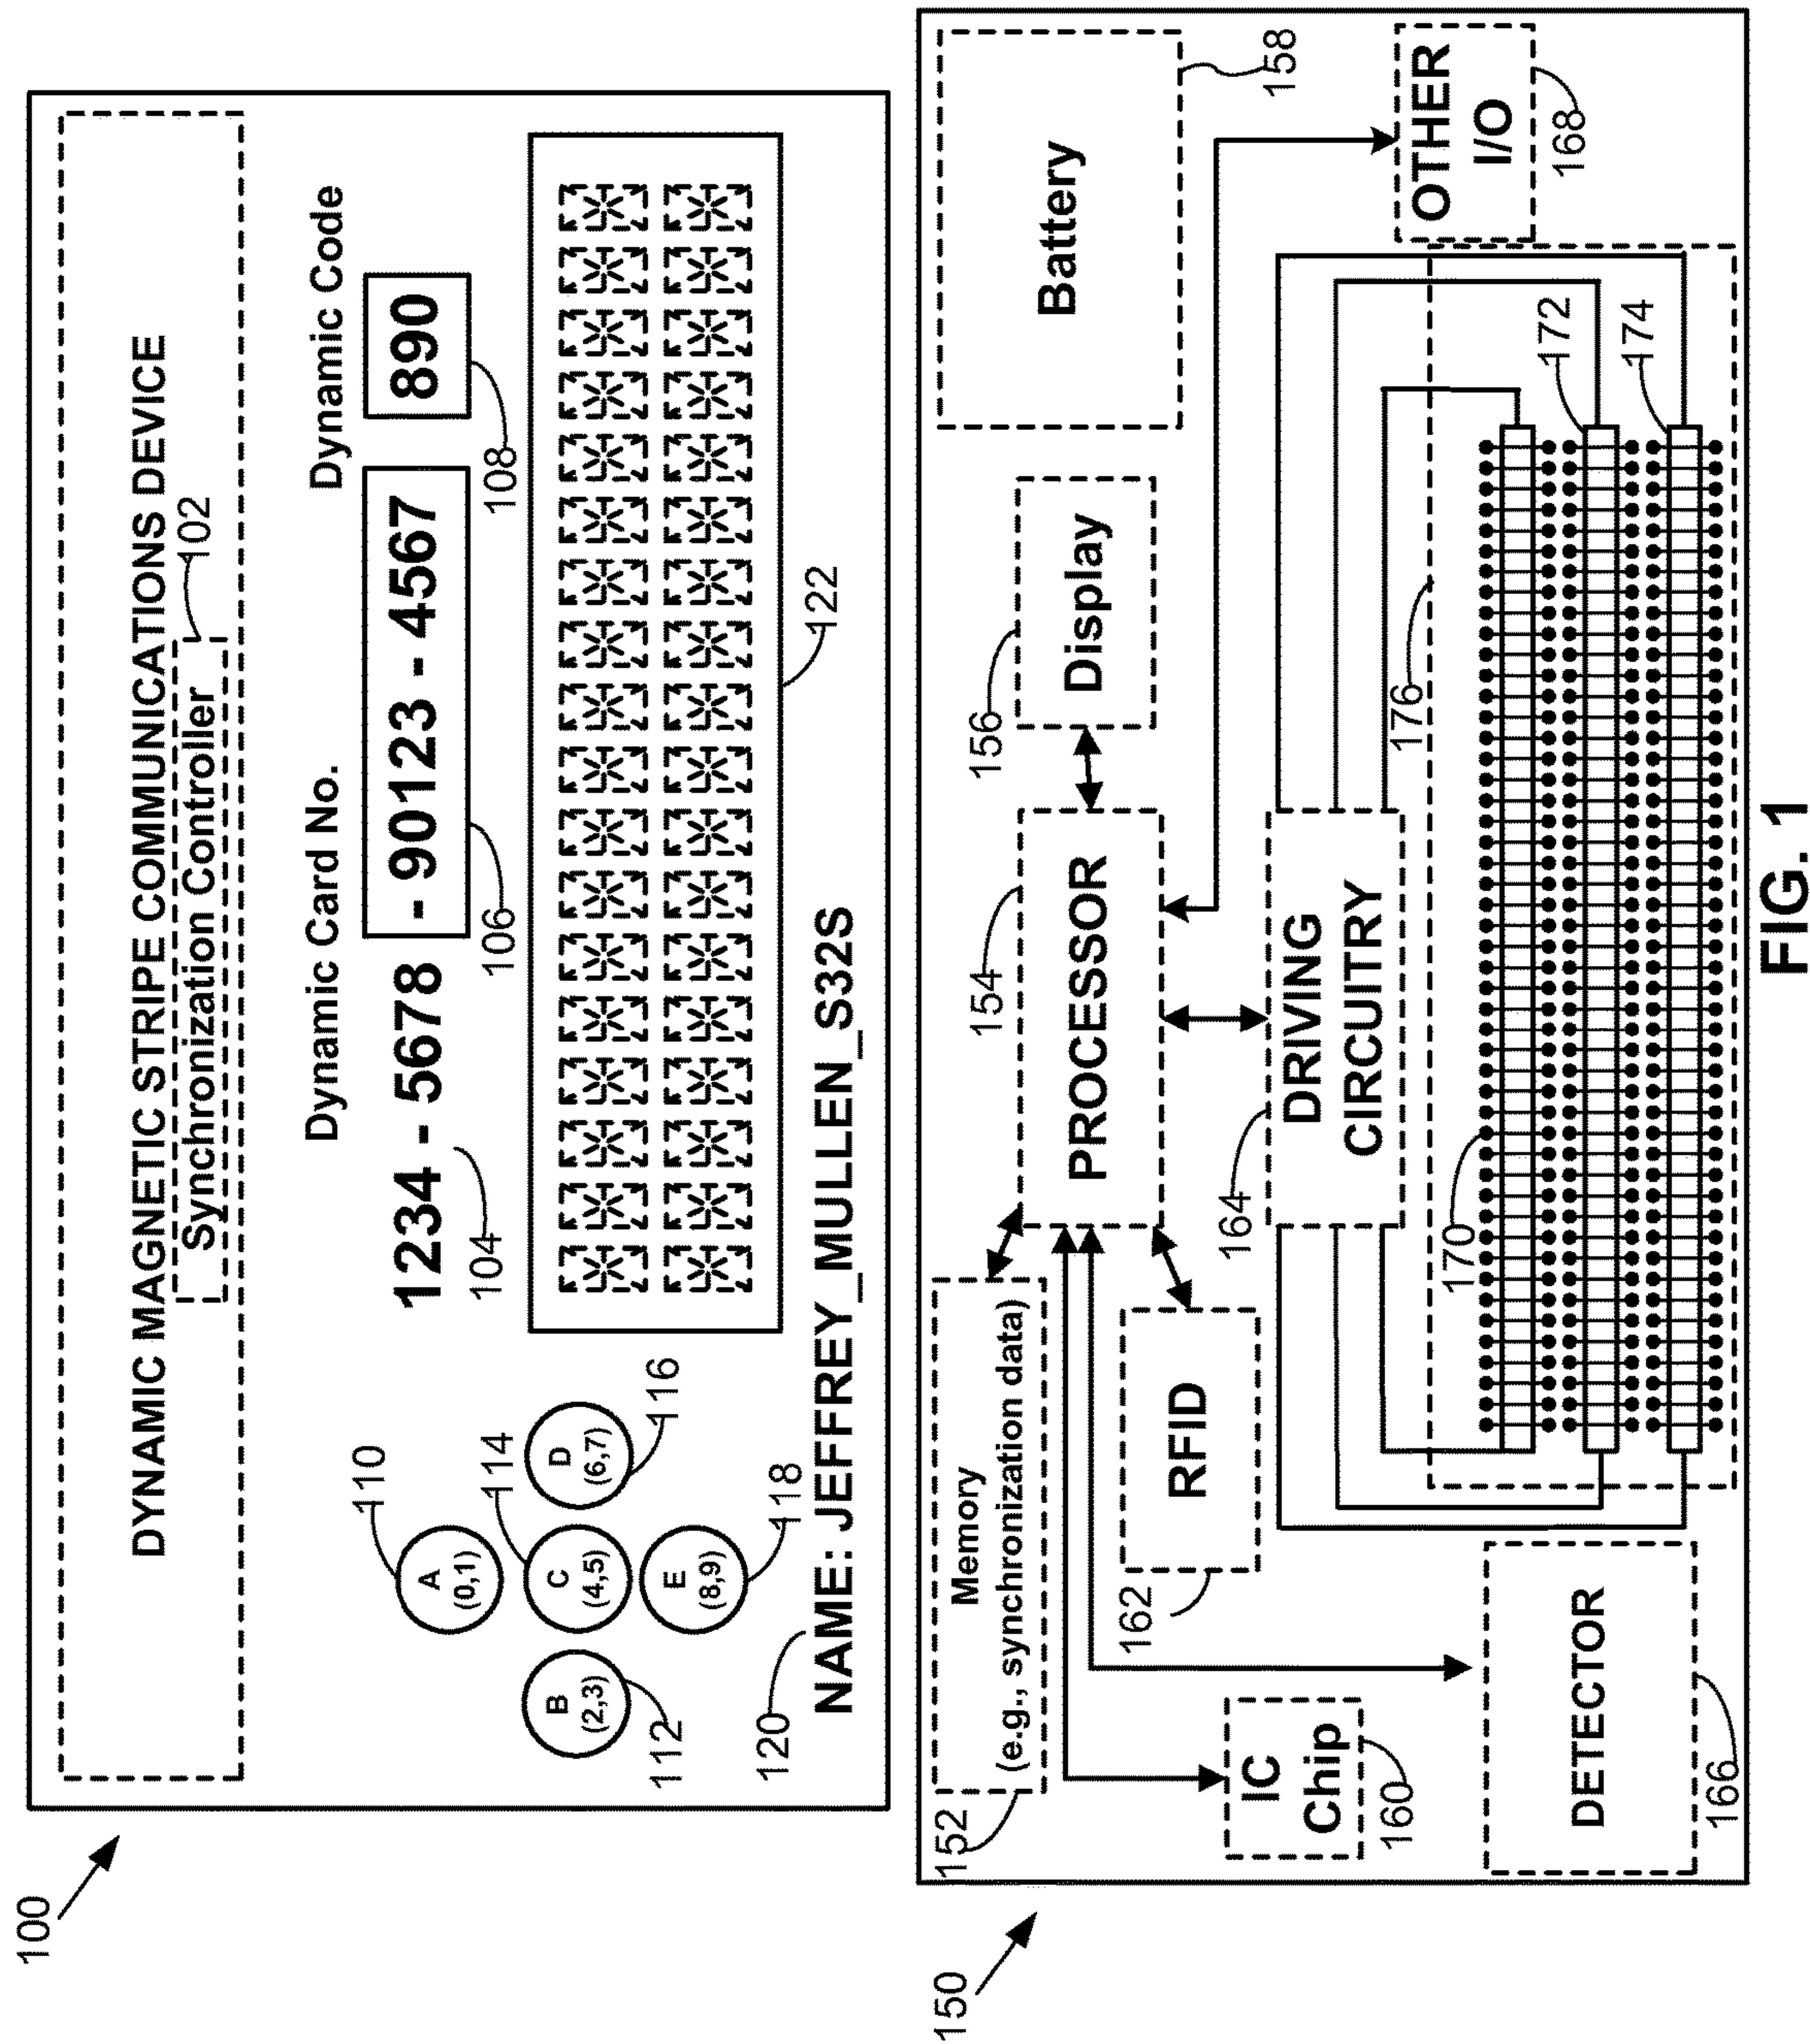 100
DYNAMIC MAGNETIC STRIPE COMMUNICATIONS DEVICE
Synchronization Controller
102
Dynamic Card No.
Dynamic Code
110
A
(0,1)
1234 - 5678
- 90123 - 4567
890
104
106
108
114
B
(2,3)
C
(4,5)
D
(6,7)
112
116
E
(8,9)
118
122
120
NAME: JEFFREY_MULLEN_S32S
150
152
Memory
(e.g., synchronization data)
154
156
Battery
PROCESSOR
Display
158
162
RFID
IC
Chip
160
164
DRIVING
CIRCUITRY
176
OTHER
I/O
168
170
172
174
DETECTOR
166
FIG. 1